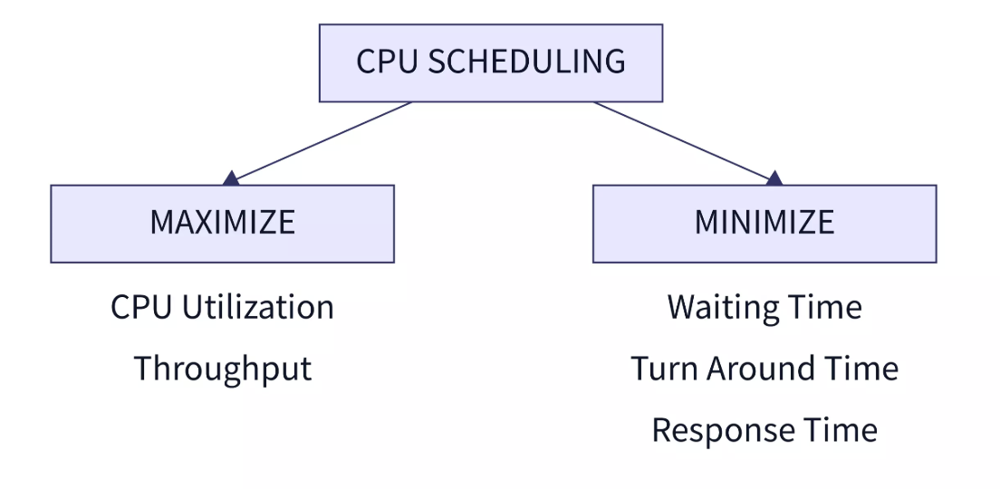 CPU SCHEDULING
MAXIMIZE
CPU Utilization
Throughput
MINIMIZE
Waiting Time
Turn Around Time
Response Time